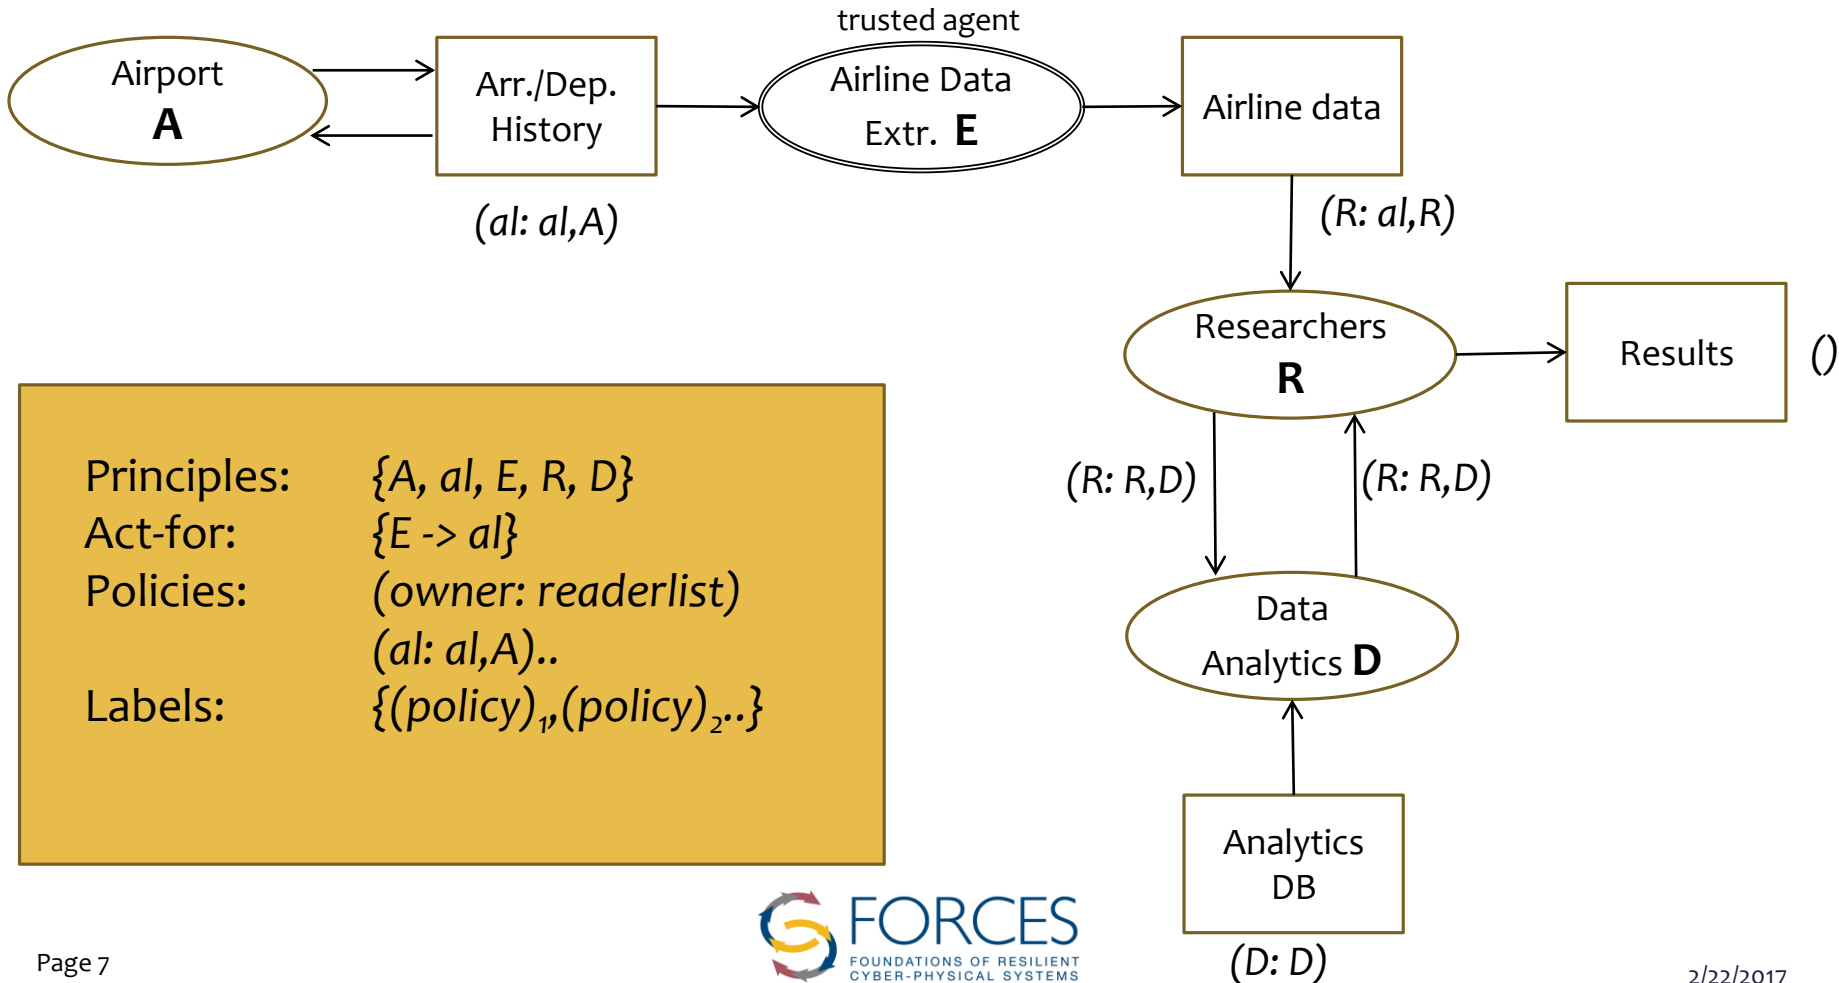 trusted agent
Airport
A
Arr./Dep.
History
Airline Data
Extr. E
Airline data
(al: al,A)
(R: al,R)
Researchers
R
Results
()
(R: R,D)
(R: R,D)
Principles: {A, al, E, R, D}
Act-for: {E -> al}
Policies: (owner: readerlist)
(al: al,A)..
Labels: {(policy)₁,(policy)₂..}
Data
Analytics D
Analytics
DB
(D: D)
FORCES
FOUNDATIONS OF RESILIENT
CYBER-PHYSICAL SYSTEMS
Page 7
2/22/2017